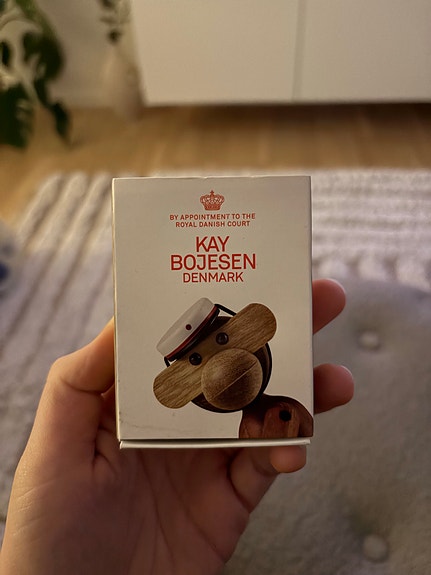 BY APPOINTMENT TO THE
ROYAL DANISH COURT
KAY
BOJESEN
DENMARK